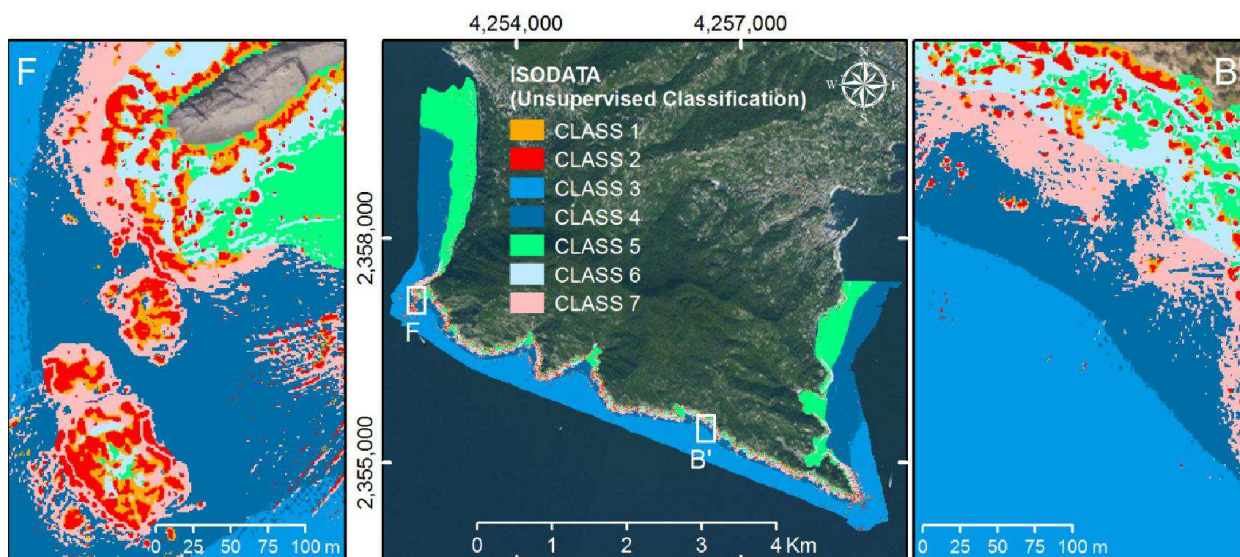 4,254,000 4,257,000
F
ISODATA
(Unsupervised Classification)
CLASS 1
CLASS 2
CLASS 3
CLASS 4
CLASS 5
CLASS 6
CLASS 7
N
W E
S
2,358,000
2,355,000
F
B'
0 1 2 3 4 Km
0 25 50 75 100 m
B'
0 25 50 75 100 m